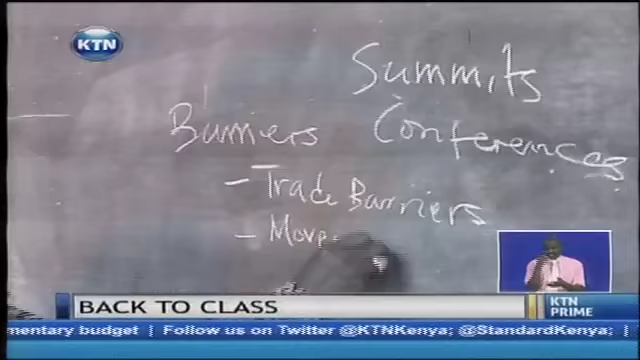 KTN
Summits
Barriers Conferences
- Trade Barriers
- Move
BACK TO CLASS
KTN
PRIME
mentary budget | Follow us on Twitter @KTNKenya; @StandardKenya; |